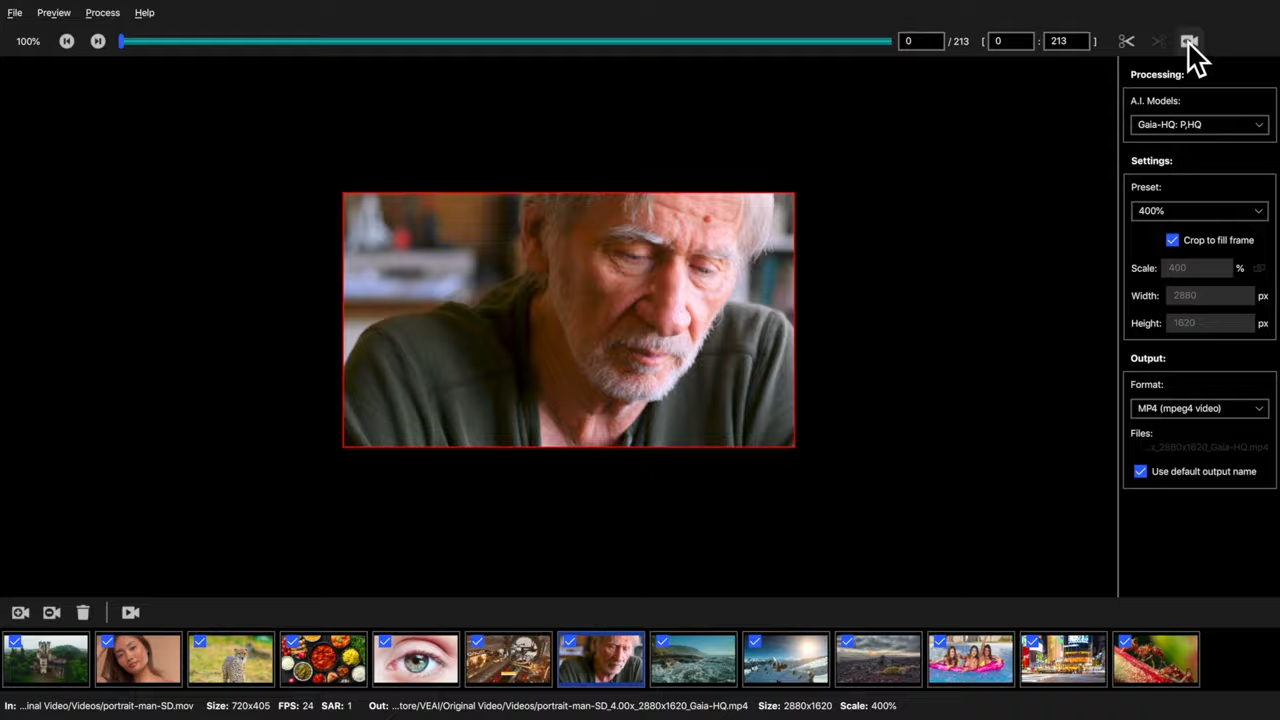 File Preview Process Help
100% 0 / 213 [ 0 : 213 ]
Processing:
A.I. Models:
Gaia-HQ: P,HQ
Settings:
Preset:
400%
Crop to fill frame
Scale: 400 %
Width: 2880 px
Height: 1620 px
Output:
Format:
MP4 (mpeg4 video)
Files:
...x_2880x1620_Gaia-HQ.mp4
Use default output name
In: ...inal Video/Videos/portrait-man-SD.mov Size: 720x405 FPS: 24 SAR: 1 Out: ...tore/VEAI/Original Video/Videos/portrait-man-SD_4.00x_2880x1620_Gaia-HQ.mp4 Size: 2880x1620 Scale: 400%